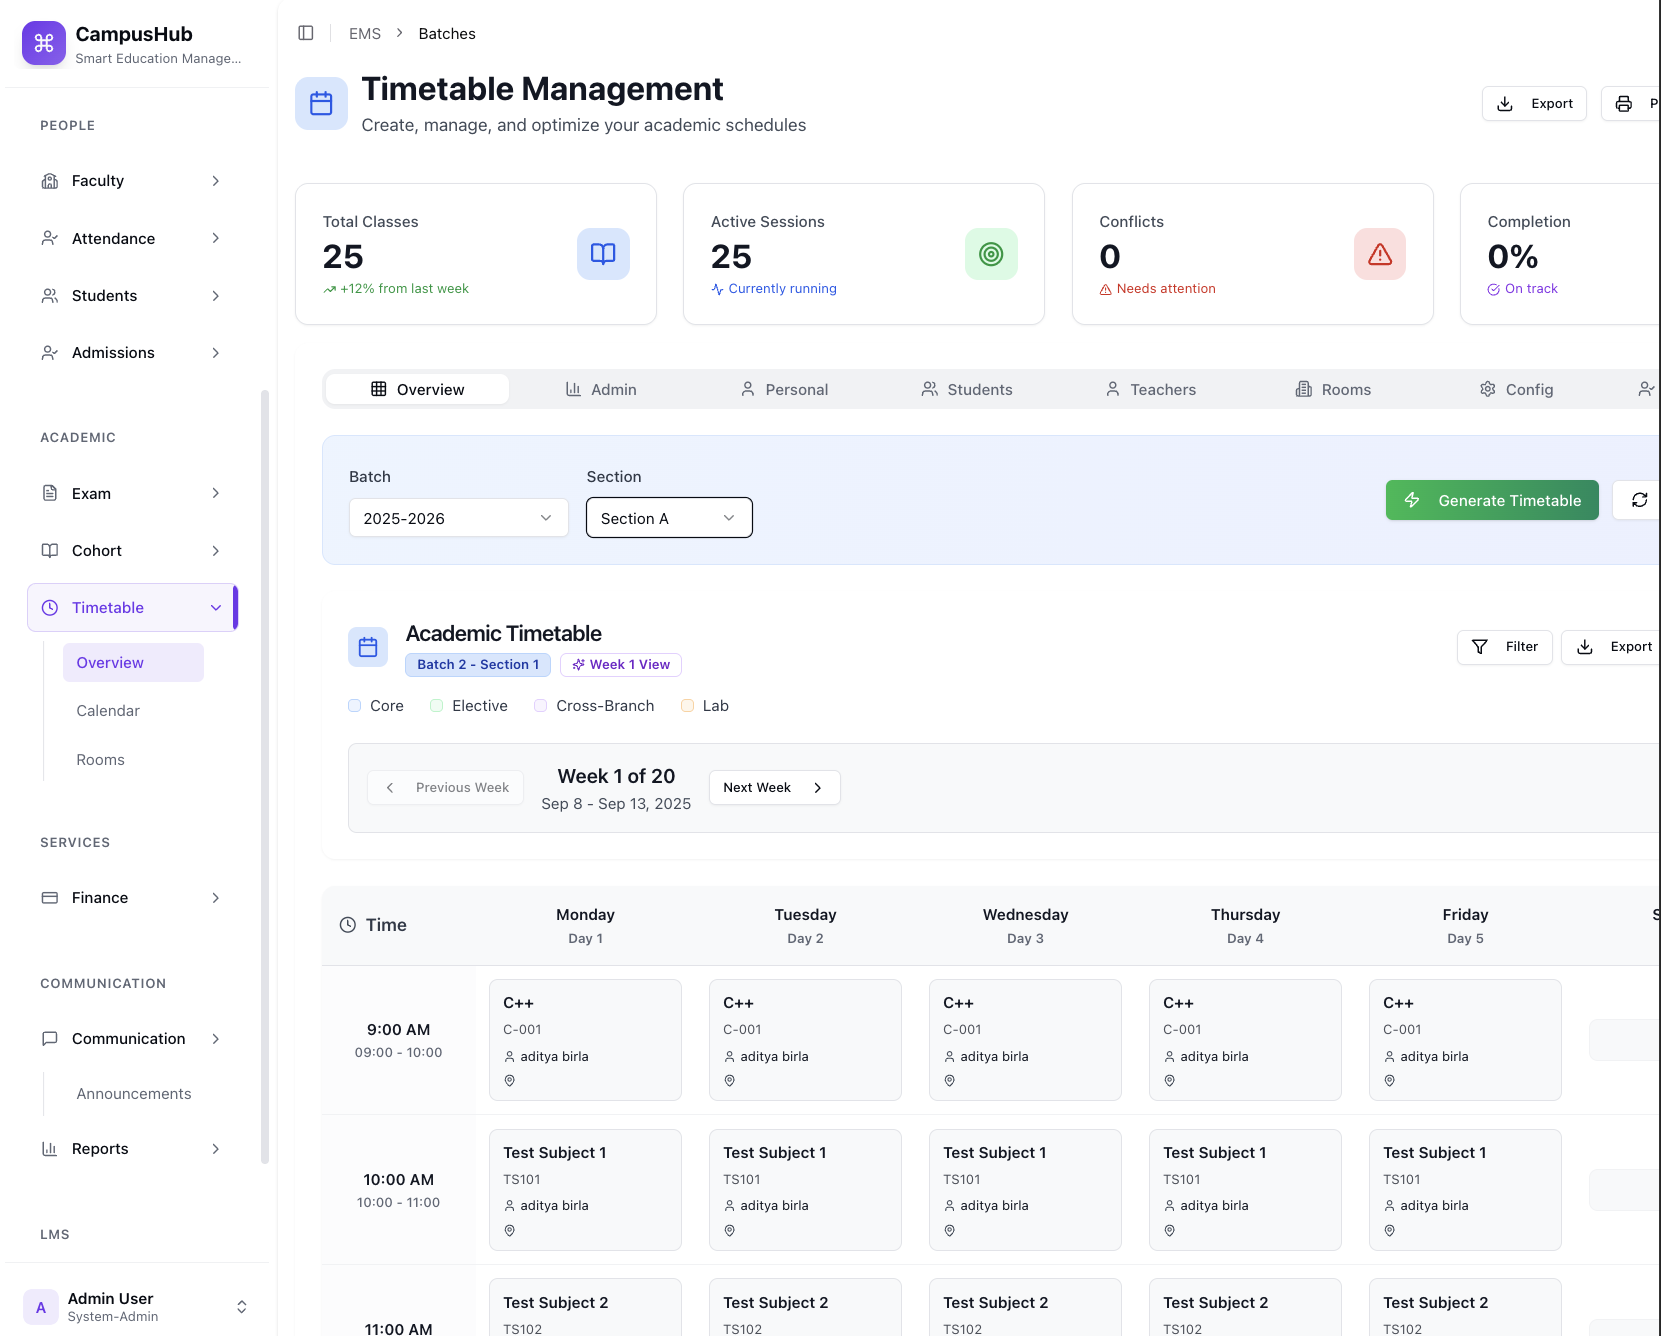 CampusHub
Smart Education Manage...
PEOPLE
Faculty
Attendance
Students
Admissions
ACADEMIC
Exam
Cohort
Timetable
Overview
Calendar
Rooms
SERVICES
Finance
COMMUNICATION
Communication
Announcements
Reports
LMS
A
Admin User
System-Admin
EMS
Batches
Timetable Management
Create, manage, and optimize your academic schedules
Export
Total Classes
25
+12% from last week
Active Sessions
25
Currently running
Conflicts
0
Needs attention
Completion
0%
On track
Overview
Admin
Personal
Students
Teachers
Rooms
Config
Batch
2025-2026
Section
Section A
Generate Timetable
Academic Timetable
Batch 2 - Section 1
Week 1 View
Filter
Export
Core
Elective
Cross-Branch
Lab
Previous Week
Week 1 of 20
Sep 8 - Sep 13, 2025
Next Week
Time
Monday
Day 1
Tuesday
Day 2
Wednesday
Day 3
Thursday
Day 4
Friday
Day 5
9:00 AM
09:00 - 10:00
C++
C-001
aditya birla
C++
C-001
aditya birla
C++
C-001
aditya birla
C++
C-001
aditya birla
C++
C-001
aditya birla
10:00 AM
10:00 - 11:00
Test Subject 1
TS101
aditya birla
Test Subject 1
TS101
aditya birla
Test Subject 1
TS101
aditya birla
Test Subject 1
TS101
aditya birla
Test Subject 1
TS101
aditya birla
11:00 AM
Test Subject 2
TS102
Test Subject 2
TS102
Test Subject 2
TS102
Test Subject 2
TS102
Test Subject 2
TS102